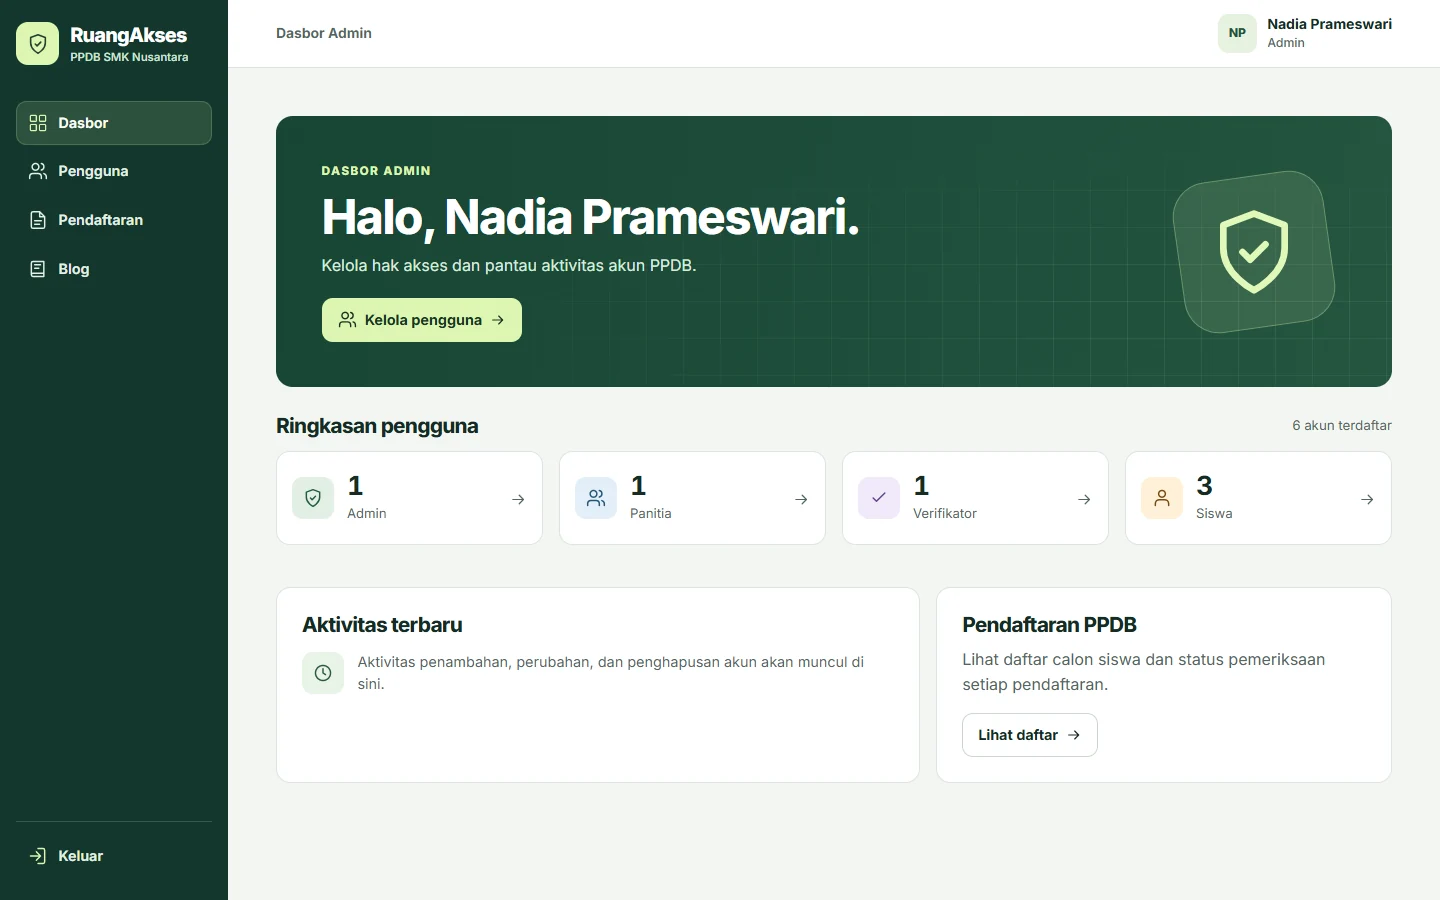 RuangAkses
PPDB SMK Nusantara
Dasbor
Pengguna
Pendaftaran
Blog
Keluar
Dasbor Admin
NP
Nadia Prameswari
Admin
DASBOR ADMIN
Halo, Nadia Prameswari.
Kelola hak akses dan pantau aktivitas akun PPDB.
Kelola pengguna
Ringkasan pengguna
6 akun terdaftar
1
Admin
1
Panitia
1
Verifikator
3
Siswa
Aktivitas terbaru
Aktivitas penambahan, perubahan, dan penghapusan akun akan muncul di
sini.
Pendaftaran PPDB
Lihat daftar calon siswa dan status pemeriksaan
setiap pendaftaran.
Lihat daftar